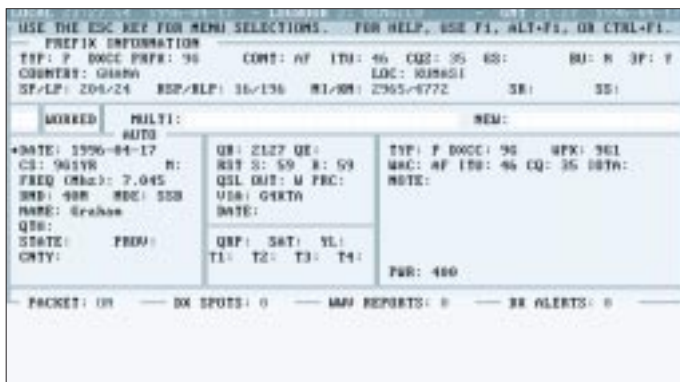 USE THE ESC KEY FOR MENU SELECTIONS. FOR HELP, USE F1, ALT+F1, OR CTRL+F1.
PREFIX INFORMATION
TYP: P DXCC PRFX: 9G CONT: AF ITU: 46 CQZ: 35 GS: BU: N 3P: Y
COUNTRY: GHANA LOC: KUMASI
SP/LP: 204/24 RSP/RLP: 16/196 MI/KM: 2965/4772 SR: SS:
WORKED MULTI: NEW:
AUTO
DATE: 1996-04-17 QB: 2127 QE: TYP: P DXCC: 9G WPX: 9G1
CS: 9G1YR M: RST S: 59 R: 59 WAC: AF ITU: 46 CQ: 35 IOTA:
FREQ (Mhz): 7.045 QSL OUT: W PRC: NOTE:
BND: 40M MDE: SSB VIA: G4XTA
NAME: Graham DATE:
QTH:
STATE: PROV: QRP: SAT: YL:
CNTY: T1: T2: T3: T4:
PWR: 400
PACKET: ON DX SPOTS: 0 WWV REPORTS: 0 DX ALERTS: 0